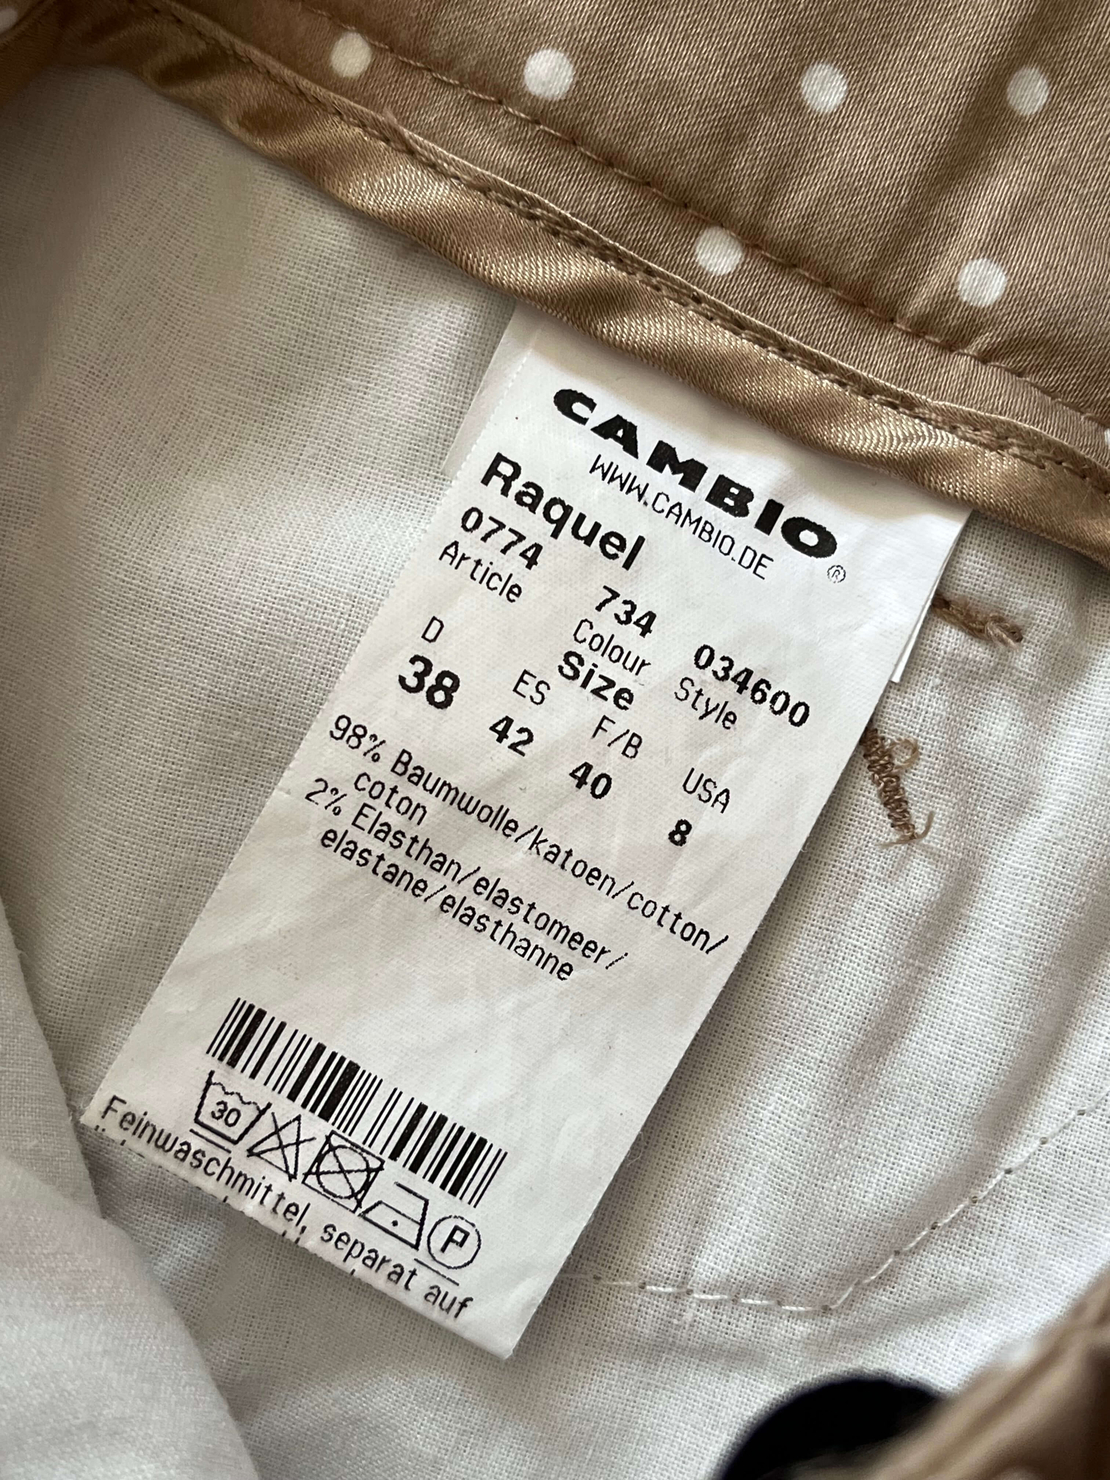 CAMBIO®
WWW.CAMBIO.DE
Raquel
0774 734 034600
Article Colour Style
Size
D ES F/B USA
38 42 40 8
98% Baumwolle/katoen/cotton/
coton
2% Elasthan/elastomeer/
elastane/elasthanne
30 P
Feinwaschmittel, separat auf